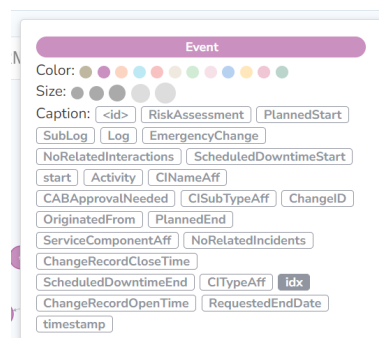 Event
Color:
Size:
Caption: <id> RiskAssessment PlannedStart
SubLog Log EmergencyChange
NoRelatedInteractions ScheduledDowntimeStart
start Activity CINameAff
CABApprovalNeeded CISubTypeAff ChangeID
OriginatedFrom PlannedEnd
ServiceComponentAff NoRelatedIncidents
ChangeRecordCloseTime
ScheduledDowntimeEnd CITypeAff idx
ChangeRecordOpenTime RequestedEndDate
timestamp